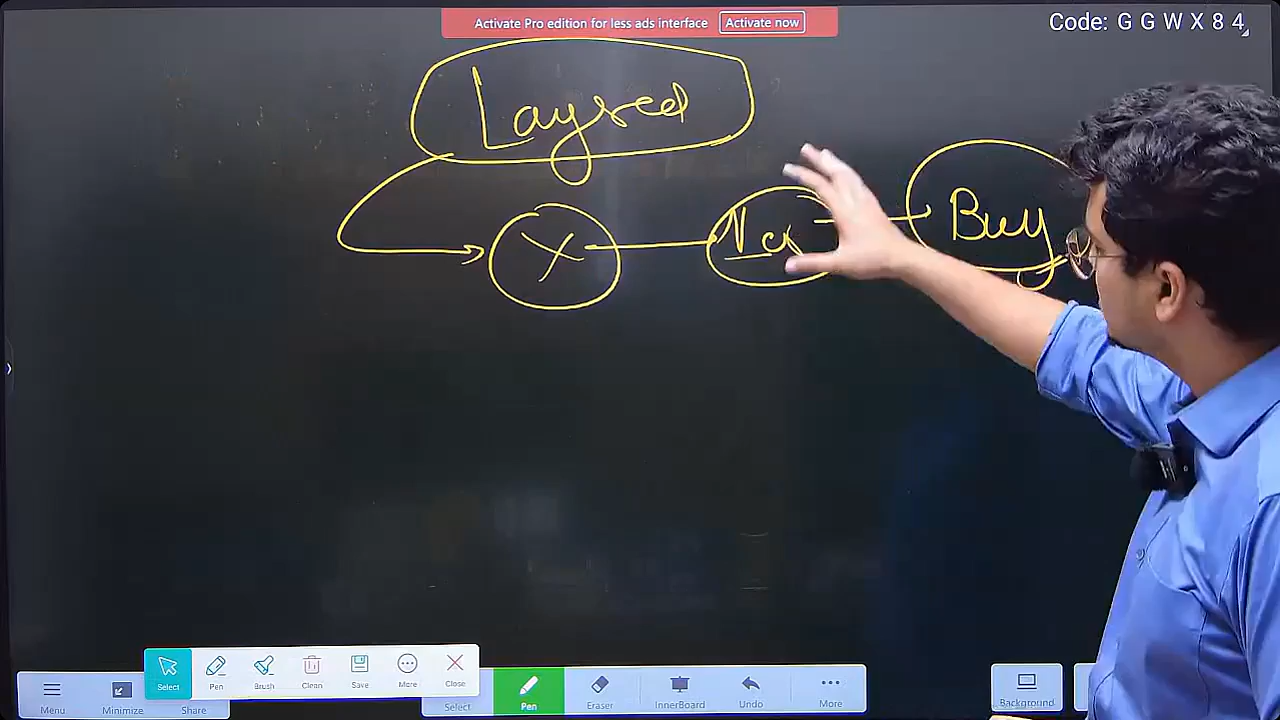 Activate Pro edition for less ads interface Activate now
Code: G G W X 8 4
Layered
X
Buy
Select
Pen
Brush
Clean
Save
More
Close
Menu
Minimize
Share
Select
Pen
Eraser
InnerBoard
Undo
More
Background